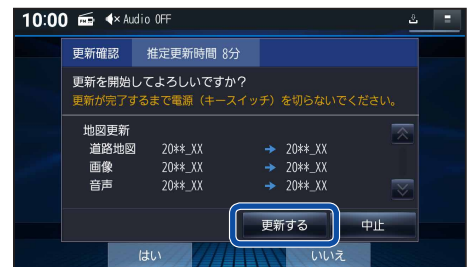 10:00 Audio OFF
更新確認 推定更新時間 8分
更新を開始してよろしいですか?
更新が完了するまで電源（キースイッチ）を切らないでください。
地図更新
道路地図 20**_XX → 20**_XX
画像 20**_XX → 20**_XX
音声 20**_XX → 20**_XX
更新する 中止
はい いいえ